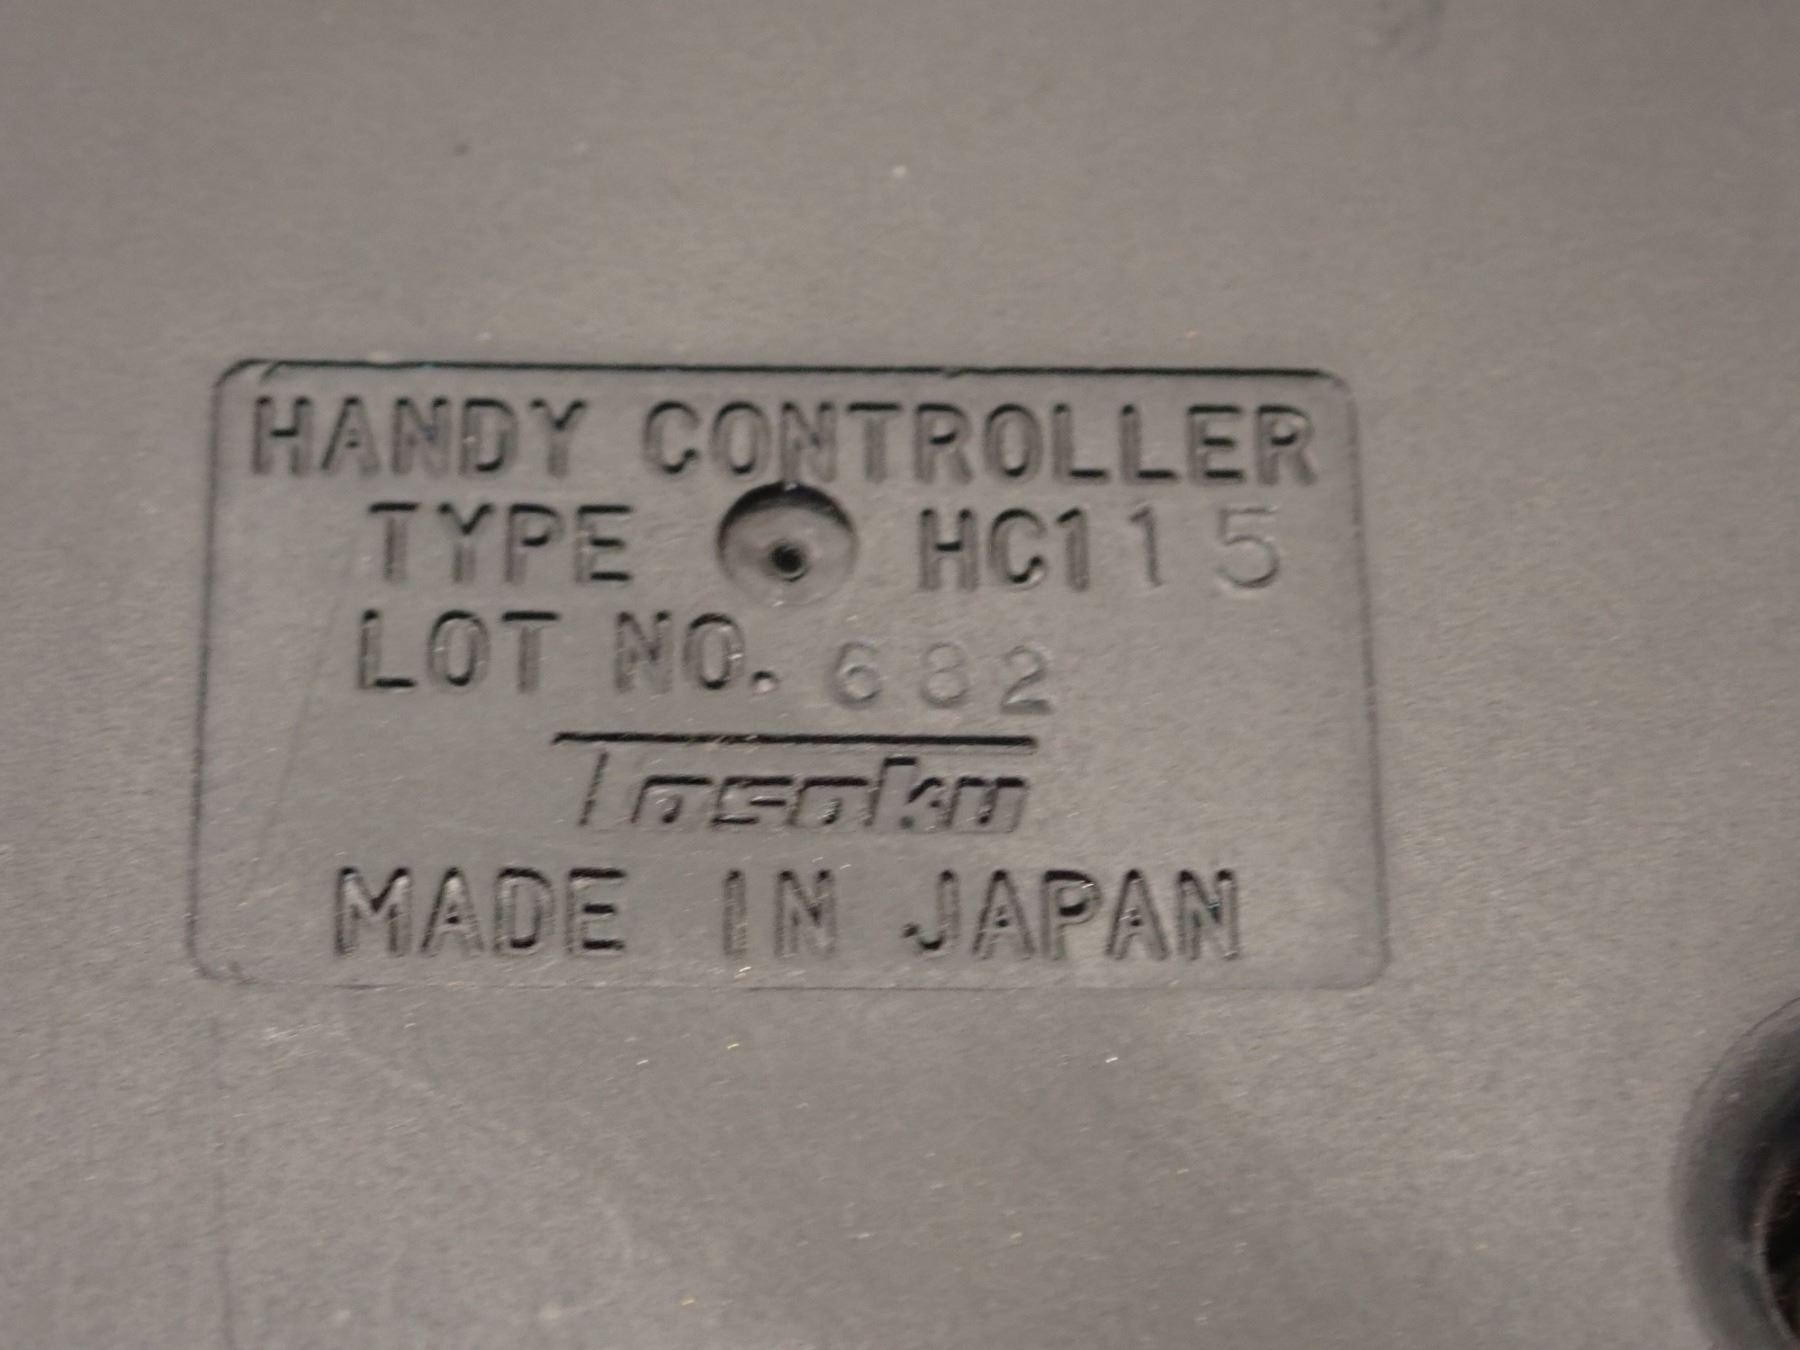 HANDY CONTROLLER
TYPE HC115
LOT NO. 682
Tosoku
MADE IN JAPAN